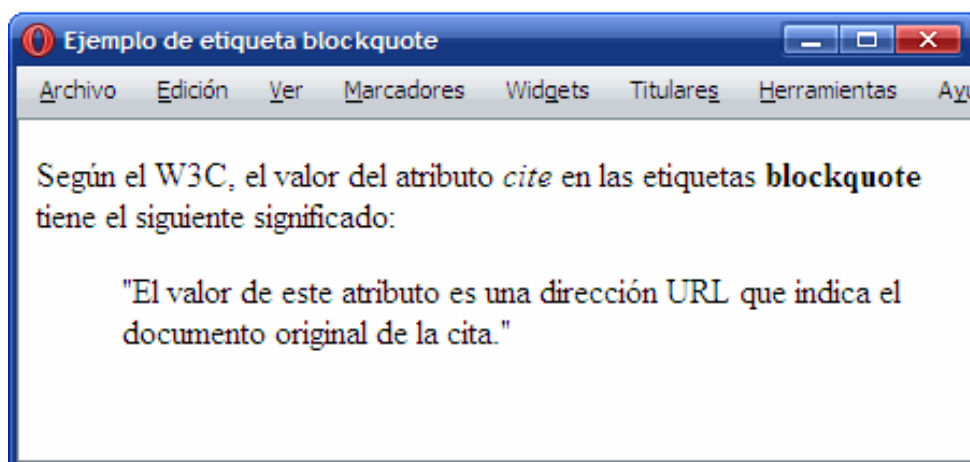 Ejemplo de etiqueta blockquote
Archivo Edición Ver Marcadores Widgets Titulares Herramientas Ayu
Según el W3C, el valor del atributo cite en las etiquetas blockquote
tiene el siguiente significado:
"El valor de este atributo es una dirección URL que indica el
documento original de la cita."